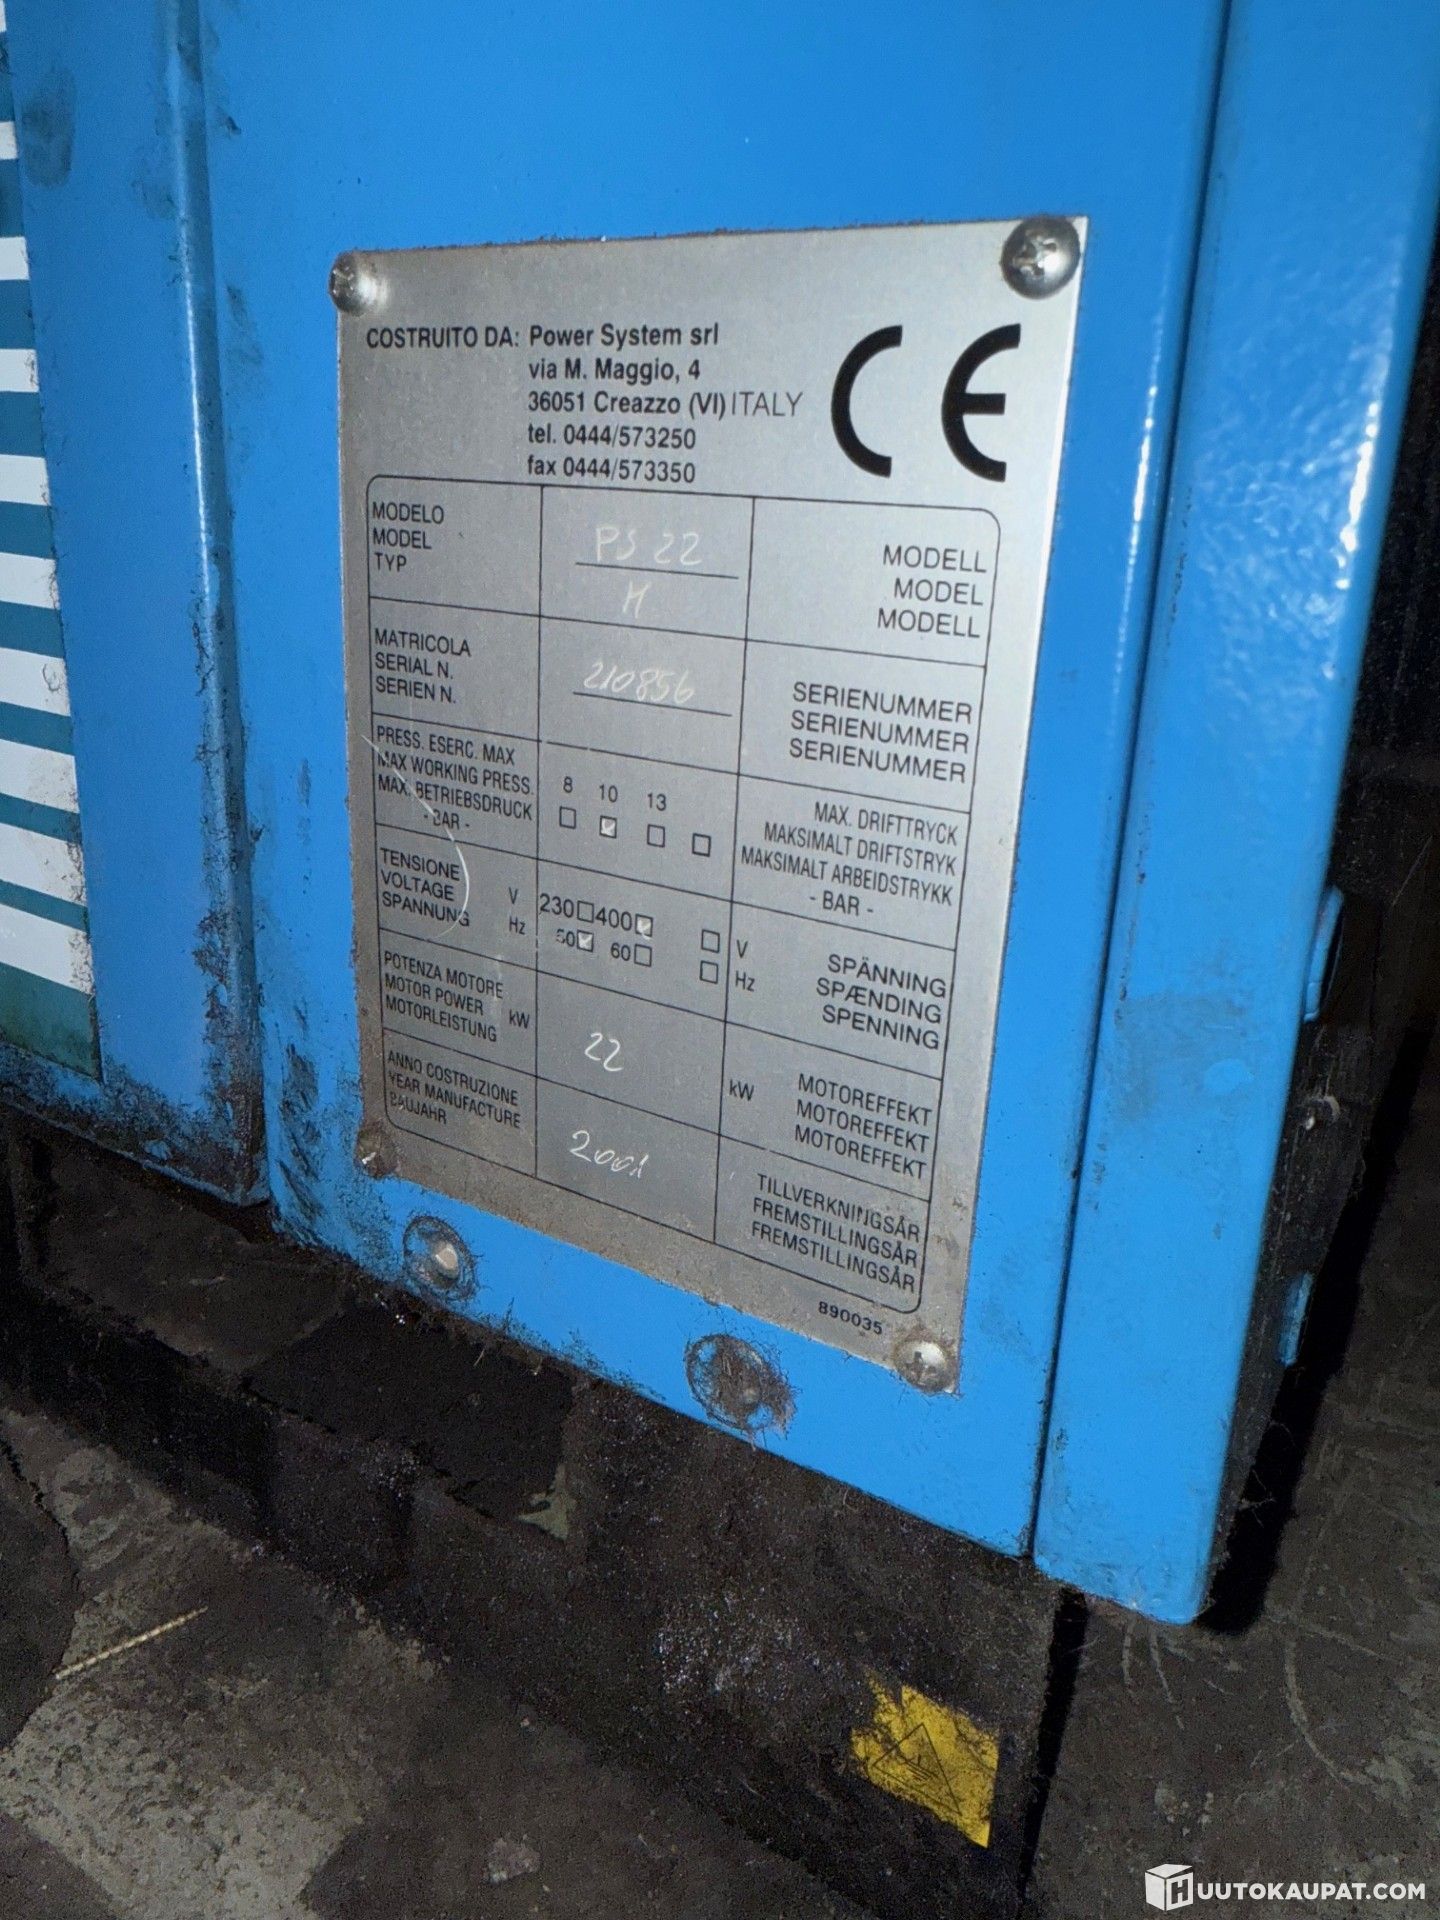 COSTRUITO DA: Power System srl
via M. Maggio, 4
36051 Creazzo (VI) ITALY
tel. 0444/573250
fax 0444/573350
CE
MODELO
MODEL
TYP
PS 22
H
MODELL
MODEL
MODELL
MATRICOLA
SERIAL N.
SERIEN N.
210856
SERIENUMMER
SERIENUMMER
SERIENUMMER
PRESS. ESERC. MAX
MAX WORKING PRESS.
MAX. BETRIEBSDRUCK
- BAR -
8 10 13
MAX. DRIFTTRYCK
MAKSIMALT DRIFTSTRYK
MAKSIMALT ARBEIDSTRYKK
- BAR -
TENSIONE
VOLTAGE
SPANNUNG
V 230 400 V
Hz 50 60 Hz
SPÄNNING
SPÆNDING
SPENNING
POTENZA MOTORE
MOTOR POWER kW
MOTORLEISTUNG
22
kW
MOTOREFFEKT
MOTOREFFEKT
MOTOREFFEKT
ANNO COSTRUZIONE
YEAR MANUFACTURE
BAUJAHR
2001
TILLVERKNINGSÅR
FREMSTILLINGSÅR
FREMSTILLINGSÅR
890035
HUUTOKAUPAT.COM